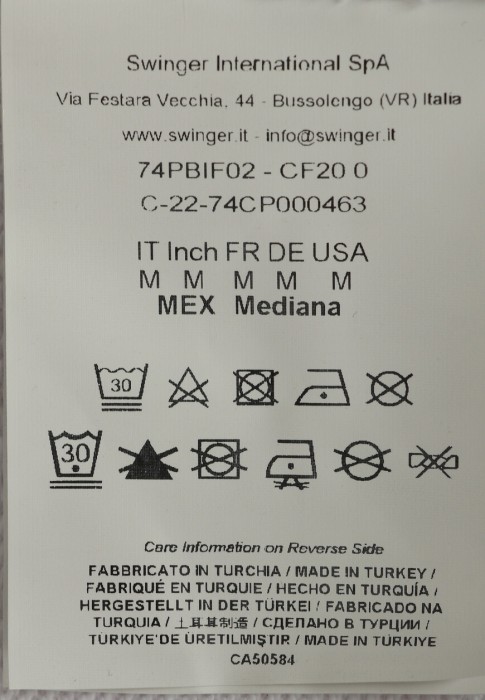 Swinger International SpA
Via Festara Vecchia, 44 - Bussolengo (VR) Italia
www.swinger.it - info@swinger.it
74PBIF02 - CF20 0
C-22-74CP000463
IT Inch FR DE USA
M M M M M
MEX Mediana
30
30
Care Information on Reverse Side
FABBRICATO IN TURCHIA / MADE IN TURKEY /
FABRIQUÉ EN TURQUIE / HECHO EN TURQUÍA /
HERGESTELLT IN DER TÜRKEI / FABRICADO NA
TURQUIA / 土耳其制造 / СДЕЛАНО В ТУРЦИИ /
TÜRKIYE'DE ÜRETILMIŞTIR / MADE IN TÜRKIYE
CA50584